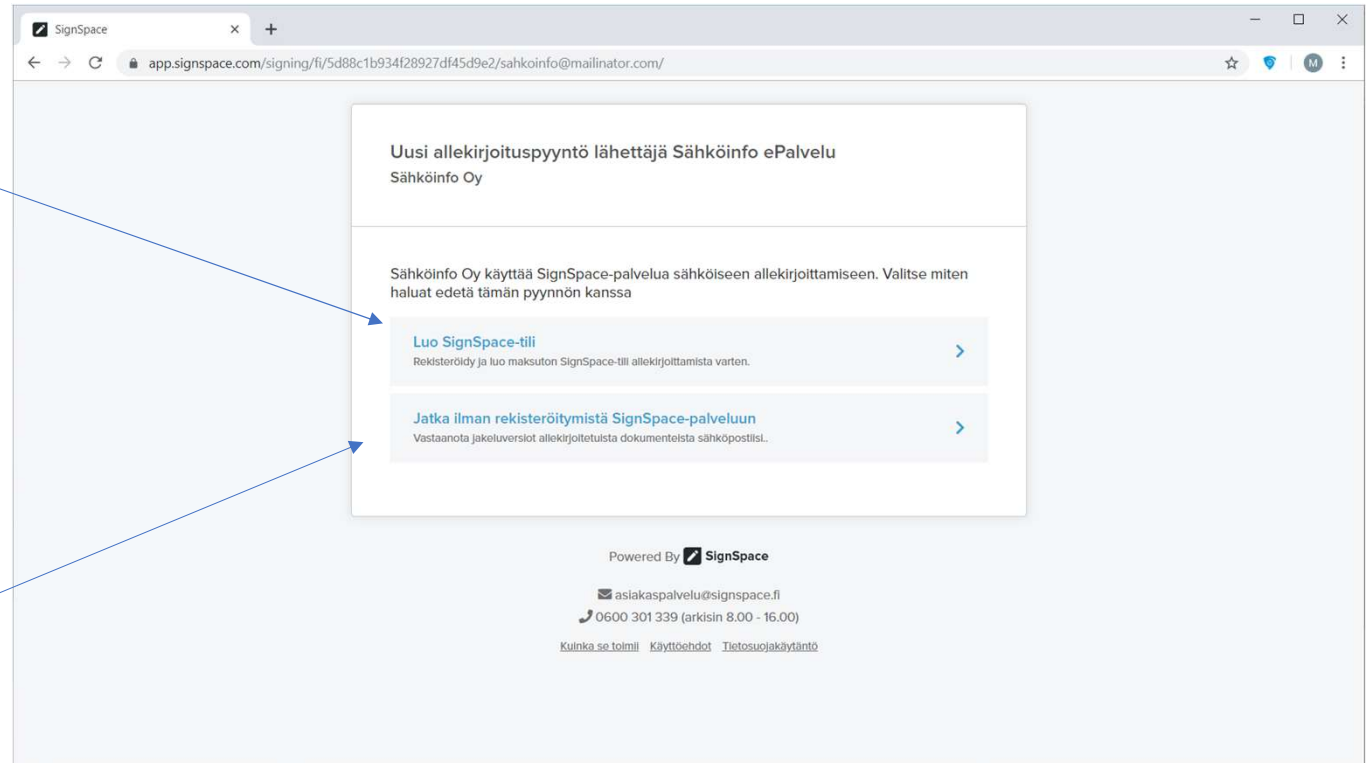 SignSpace
app.signspace.com/signing/fi/5d88c1b934f28927df45d9e2/sahkoinfo@mailinator.com/
M
Uusi allekirjoituspyyntö lähettäjä Sähköinfo ePalvelu
Sähköinfo Oy
Sähköinfo Oy käyttää SignSpace-palvelua sähköiseen allekirjoittamiseen. Valitse miten
haluat edetä tämän pyynnön kanssa
Luo SignSpace-tili
Rekisteröidy ja luo maksuton SignSpace-tili allekirjoittamista varten.
Jatka ilman rekisteröitymistä SignSpace-palveluun
Vastaanota jakeluversiot allekirjoitetuista dokumenteista sähköpostiisi..
Powered By SignSpace
asiakaspalvelu@signspace.fi
0600 301 339 (arkisin 8.00 - 16.00)
Kuinka se toimii Käyttöehdot Tietosuojakäytäntö